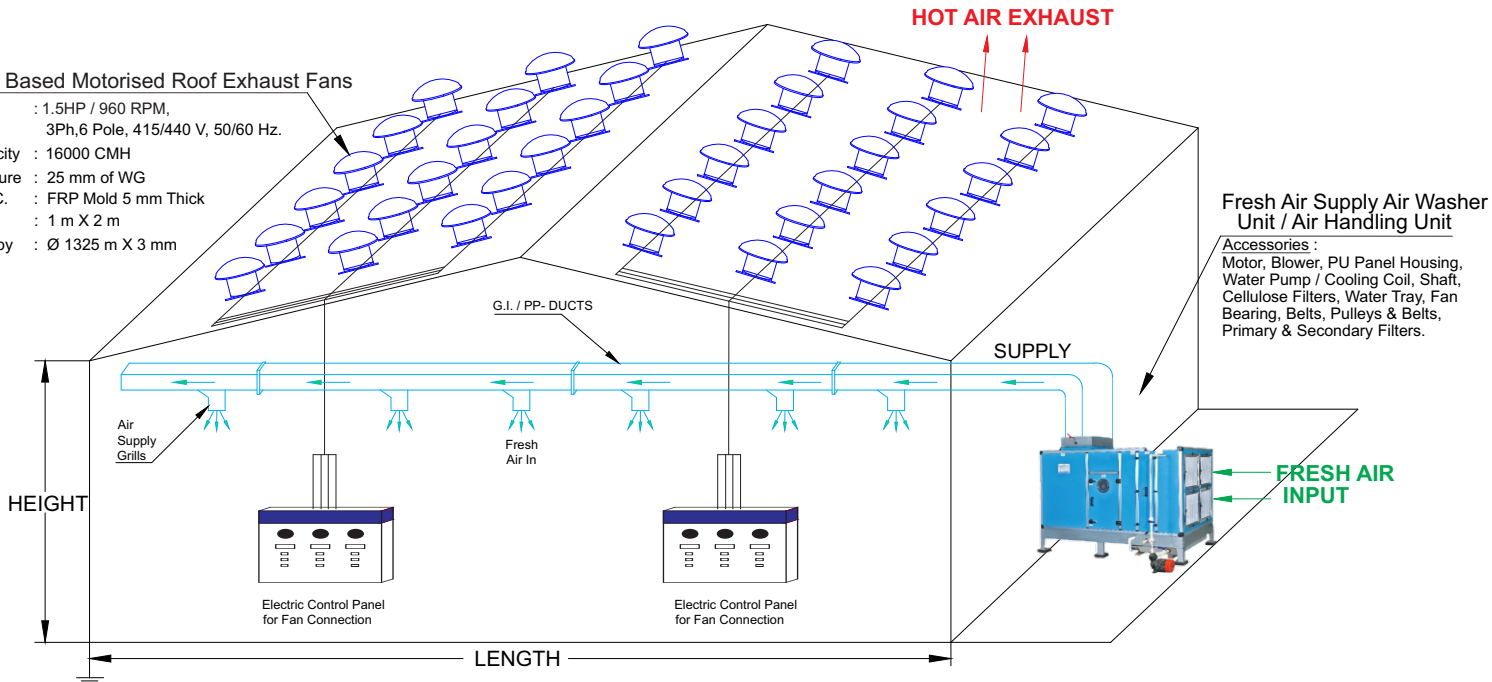 HOT AIR EXHAUST
Based Motorised Roof Exhaust Fans
: 1.5HP / 960 RPM,
3Ph,6 Pole, 415/440 V, 50/60 Hz.
city : 16000 CMH
ure : 25 mm of WG
C. : FRP Mold 5 mm Thick
: 1 m X 2 m
py : Ø 1325 m X 3 mm
Fresh Air Supply Air Washer
Unit / Air Handling Unit
Accessories :
Motor, Blower, PU Panel Housing,
Water Pump / Cooling Coil, Shaft,
Cellulose Filters, Water Tray, Fan
Bearing, Belts, Pulleys & Belts,
Primary & Secondary Filters.
G.I. / PP- DUCTS
SUPPLY
Air
Supply
Grills
Fresh
Air In
HEIGHT
FRESH AIR
INPUT
Electric Control Panel
for Fan Connection
Electric Control Panel
for Fan Connection
LENGTH